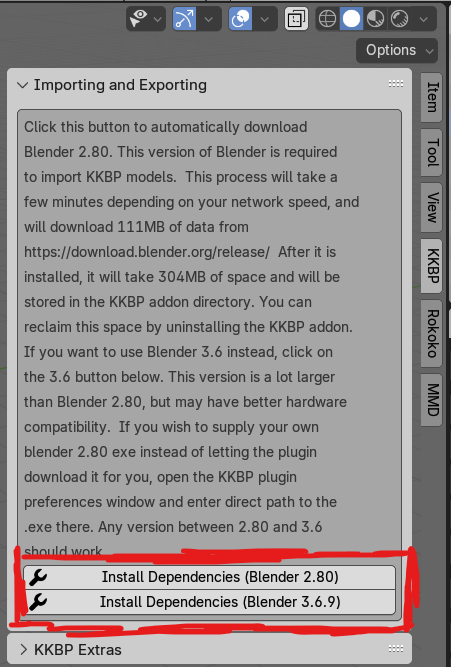 Options
Importing and Exporting
Click this button to automatically download
Blender 2.80. This version of Blender is required
to import KKBP models.  This process will take a
few minutes depending on your network speed, and
will download 111MB of data from
https://download.blender.org/release/  After it is
installed, it will take 304MB of space and will be
stored in the KKBP addon directory. You can
reclaim this space by uninstalling the KKBP addon.
If you want to use Blender 3.6 instead, click on
the 3.6 button below. This version is a lot larger
than Blender 2.80, but may have better hardware
compatibility.  If you wish to supply your own
blender 2.80 exe instead of letting the plugin
download it for you, open the KKBP plugin
preferences window and enter direct path to the
.exe there. Any version between 2.80 and 3.6
should work
Install Dependencies (Blender 2.80)
Install Dependencies (Blender 3.6.9)
KKBP Extras
Item
Tool
View
KKBP
Rokoko
MMD